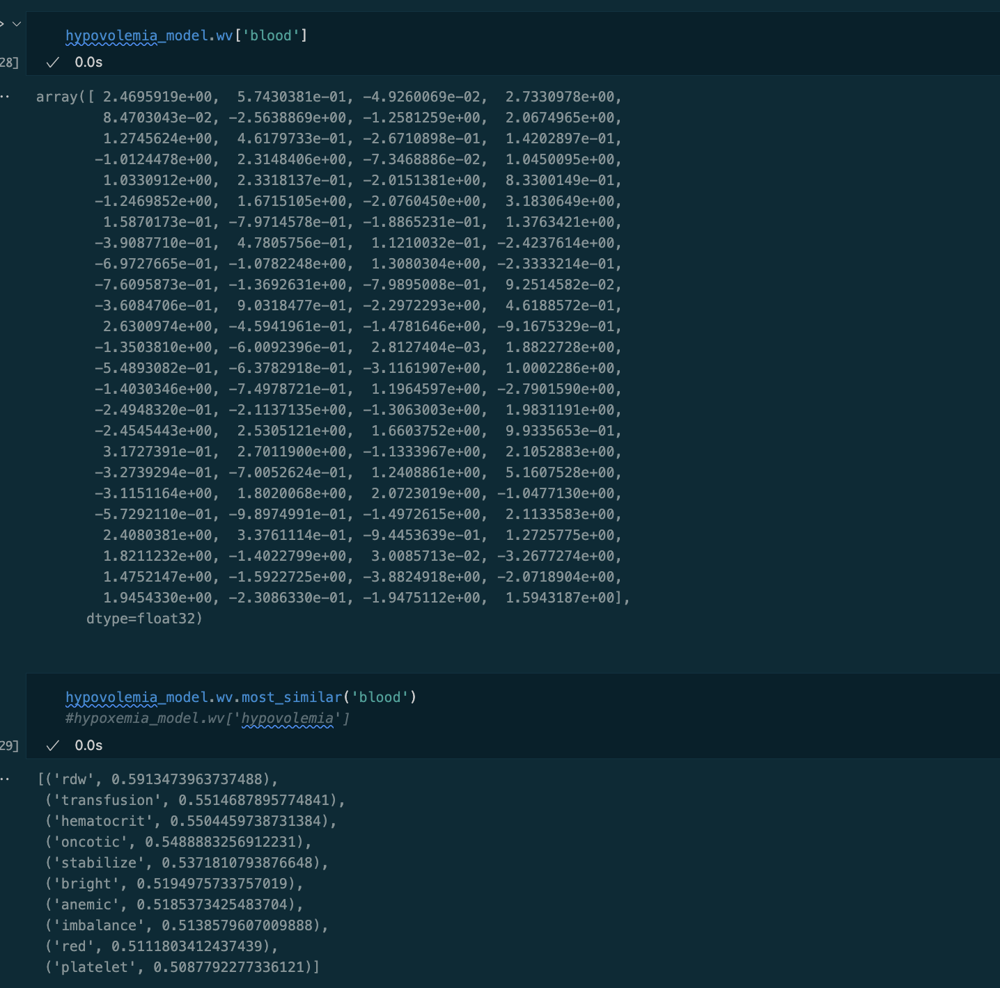 hypovolemia_model.wv['blood']
28]
0.0s
array([ 2.4695919e+00,  5.7430381e-01, -4.9260069e-02,  2.7330978e+00,
8.4703043e-02, -2.5638869e+00, -1.2581259e+00,  2.0674965e+00,
1.2745624e+00,  4.6179733e-01, -2.6710898e-01,  1.4202897e-01,
-1.0124478e+00,  2.3148406e+00, -7.3468886e-02,  1.0450095e+00,
1.0330912e+00,  2.3318137e-01, -2.0151381e+00,  8.3300149e-01,
-1.2469852e+00,  1.6715105e+00, -2.0760450e+00,  3.1830649e+00,
1.5870173e-01, -7.9714578e-01, -1.8865231e-01,  1.3763421e+00,
-3.9087710e-01,  4.7805756e-01,  1.1210032e-01, -2.4237614e+00,
-6.9727665e-01, -1.0782248e+00,  1.3080304e+00, -2.3333214e-01,
-7.6095873e-01, -1.3692631e+00, -7.9895008e-01,  9.2514582e-02,
-3.6084706e-01,  9.0318477e-01, -2.2972293e+00,  4.6188572e-01,
2.6300974e+00, -4.5941961e-01, -1.4781646e+00, -9.1675329e-01,
-1.3503810e+00, -6.0092396e-01,  2.8127404e-03,  1.8822728e+00,
-5.4893082e-01, -6.3782918e-01, -3.1161907e+00,  1.0002286e+00,
-1.4030346e+00, -7.4978721e-01,  1.1964597e+00, -2.7901590e+00,
-2.4948320e-01, -2.1137135e+00, -1.3063003e+00,  1.9831191e+00,
-2.4545443e+00,  2.5305121e+00,  1.6603752e+00,  9.9335653e-01,
3.1727391e-01,  2.7011900e+00, -1.1333967e+00,  2.1052883e+00,
-3.2739294e-01, -7.0052624e-01,  1.2408861e+00,  5.1607528e+00,
-3.1151164e+00,  1.8020068e+00,  2.0723019e+00, -1.0477130e+00,
-5.7292110e-01, -9.8974991e-01, -1.4972615e+00,  2.1133583e+00,
2.4080381e+00,  3.3761114e-01, -9.4453639e-01,  1.2725775e+00,
1.8211232e+00, -1.4022799e+00,  3.0085713e-02, -3.2677274e+00,
1.4752147e+00, -1.5922725e+00, -3.8824918e+00, -2.0718904e+00,
1.9454330e+00, -2.3086330e-01, -1.9475112e+00,  1.5943187e+00],
dtype=float32)
hypovolemia_model.wv.most_similar('blood')
#hypoxemia_model.wv['hypovolemia']
29]
0.0s
[('rdw', 0.5913473963737488),
('transfusion', 0.5514687895774841),
('hematocrit', 0.5504459738731384),
('oncotic', 0.5488883256912231),
('stabilize', 0.5371810793876648),
('bright', 0.5194975733757019),
('anemic', 0.5185373425483704),
('imbalance', 0.5138579607009888),
('red', 0.5111803412437439),
('platelet', 0.5087792277336121)]